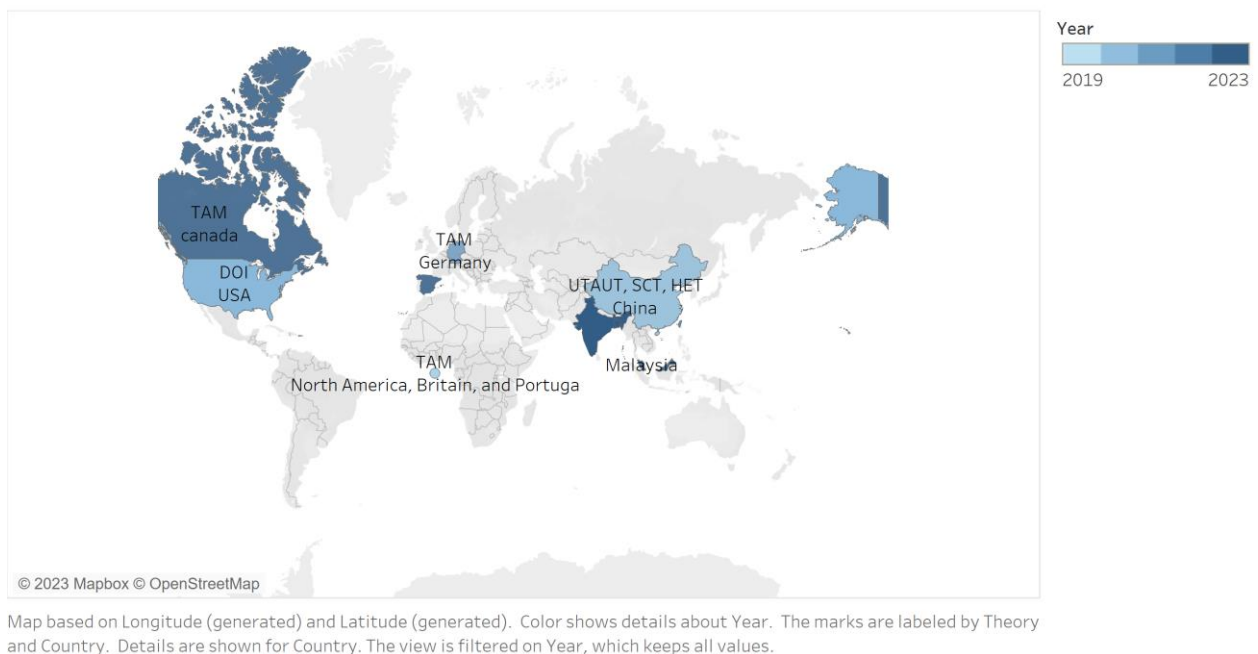 Year
2019 2023
TAM
canada
DOI
USA
TAM
Germany
UTAUT, SCT, HET
China
Malaysia
TAM
North America, Britain, and Portuga
© 2023 Mapbox © OpenStreetMap
Map based on Longitude (generated) and Latitude (generated). Color shows details about Year. The marks are labeled by Theory
and Country. Details are shown for Country. The view is filtered on Year, which keeps all values.